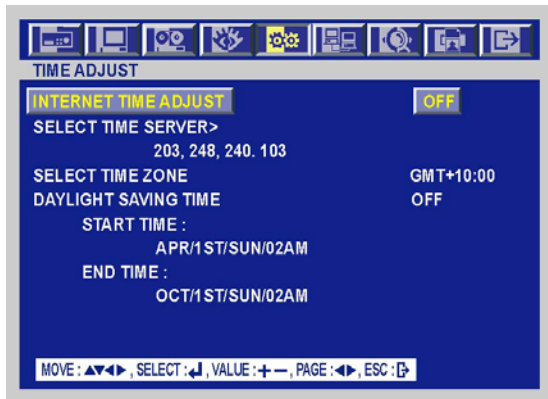 TIME ADJUST
INTERNET TIME ADJUST OFF
SELECT TIME SERVER>
203, 248, 240. 103
SELECT TIME ZONE GMT+10:00
DAYLIGHT SAVING TIME OFF
START TIME :
APR/1ST/SUN/02AM
END TIME :
OCT/1ST/SUN/02AM
MOVE : ▲▼◀▶ , SELECT : ↲ , VALUE : + − , PAGE : ◀▶ , ESC :